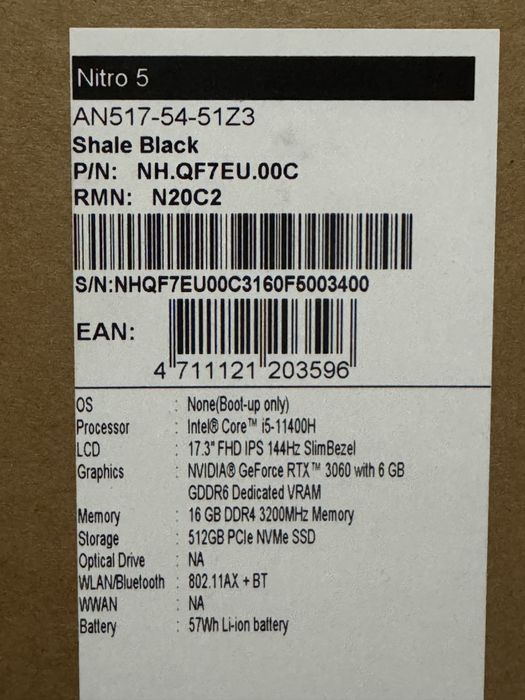 Nitro 5
AN517-54-51Z3
Shale Black
P/N: NH.QF7EU.00C
RMN: N20C2
S/N:NHQF7EU00C3160F5003400
EAN:
4 711121 203596
OS : None(Boot-up only)
Processor : Intel® Core™ i5-11400H
LCD : 17.3" FHD IPS 144Hz SlimBezel
Graphics : NVIDIA® GeForce RTX™ 3060 with 6 GB
GDDR6 Dedicated VRAM
Memory : 16 GB DDR4 3200MHz Memory
Storage : 512GB PCIe NVMe SSD
Optical Drive : NA
WLAN/Bluetooth : 802.11AX + BT
WWAN : NA
Battery : 57Wh Li-ion battery